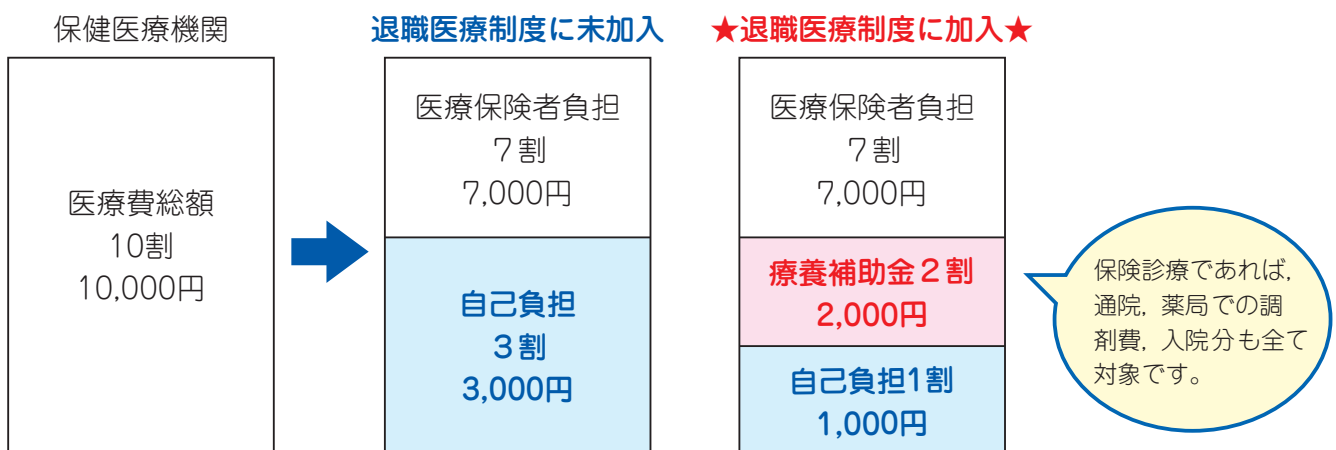 保健医療機関
医療費総額
10割
10,000円
退職医療制度に未加入
医療保険者負担
７割
7,000円
自己負担
３割
3,000円
★退職医療制度に加入★
医療保険者負担
７割
7,000円
療養補助金２割
2,000円
自己負担1割
1,000円
保険診療であれば,
通院, 薬局での調
剤費, 入院分も全て
対象です。